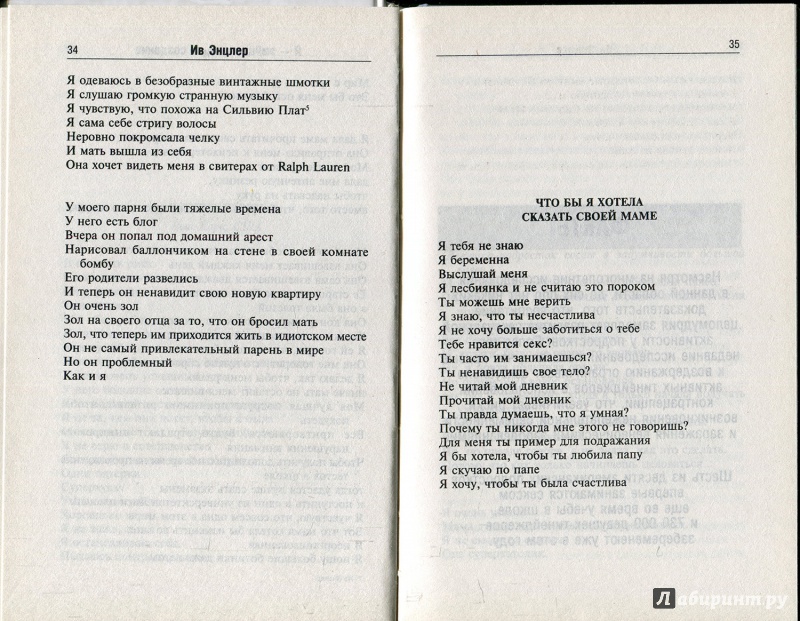 34
Ив Энцлер
Я одеваюсь в безобразные винтажные шмотки
Я слушаю громкую странную музыку
Я чувствую, что похожа на Сильвию Плат⁵
Я сама себе стригу волосы
Неровно покромсала челку
И мать вышла из себя
Она хочет видеть меня в свитерах от Ralph Lauren
У моего парня были тяжелые времена
У него есть блог
Вчера он попал под домашний арест
Нарисовал баллончиком на стене в своей комнате
бомбу
Его родители развелись
И теперь он ненавидит свою новую квартиру
Он очень зол
Зол на своего отца за то, что он бросил мать
Зол, что теперь им приходится жить в идиотском месте
Он не самый привлекательный парень в мире
Но он проблемный
Как и я
35
ЧТО БЫ Я ХОТЕЛА
СКАЗАТЬ СВОЕЙ МАМЕ
Я тебя не знаю
Я беременна
Выслушай меня
Я лесбиянка и не считаю это пороком
Ты можешь мне верить
Я знаю, что ты несчастлива
Я не хочу больше заботиться о тебе
Тебе нравится секс?
Ты часто им занимаешься?
Ты ненавидишь свое тело?
Не читай мой дневник
Прочитай мой дневник
Ты правда думаешь, что я умная?
Почему ты никогда мне этого не говоришь?
Для меня ты пример для подражания
Я бы хотела, чтобы ты любила папу
Я скучаю по папе
Я хочу, чтобы ты была счастлива
Лабиринт.ру